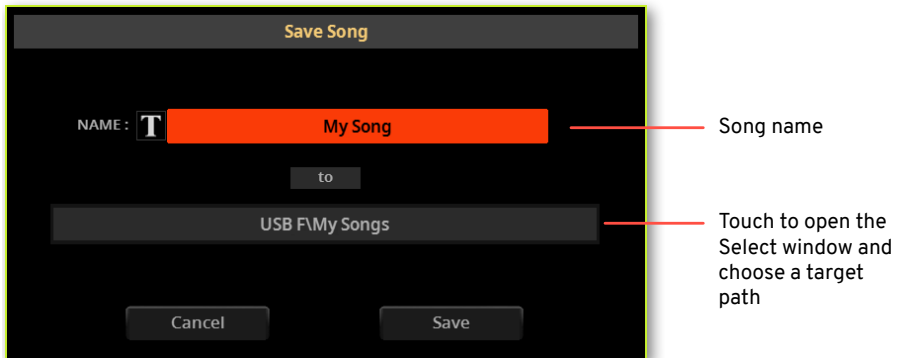 Save Song
NAME : T My Song
Song name
to
USB F\My Songs
Touch to open the
Select window and
choose a target
path
Cancel Save